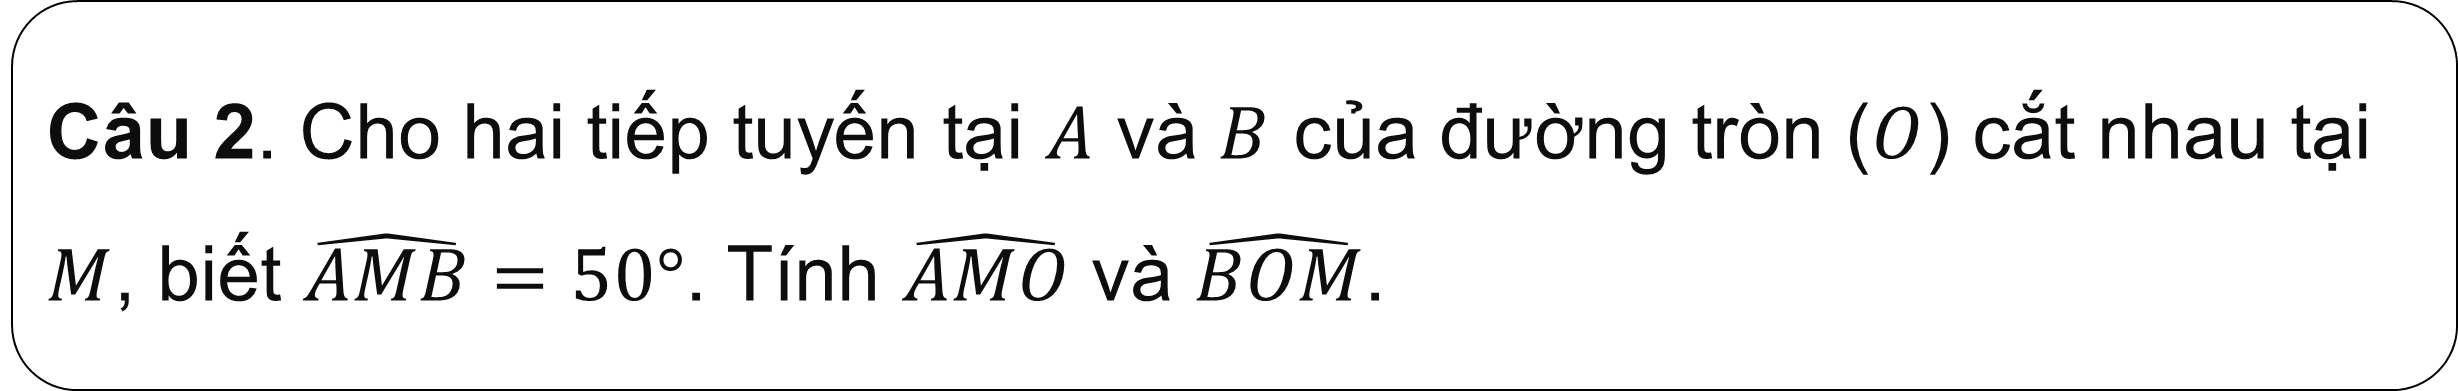 Câu 2. Cho hai tiếp tuyến tại A và B của đường tròn (O) cắt nhau tại
M, biết $\widehat{AMB} = 50°$. Tính $\widehat{AMO}$ và $\widehat{BOM}$.